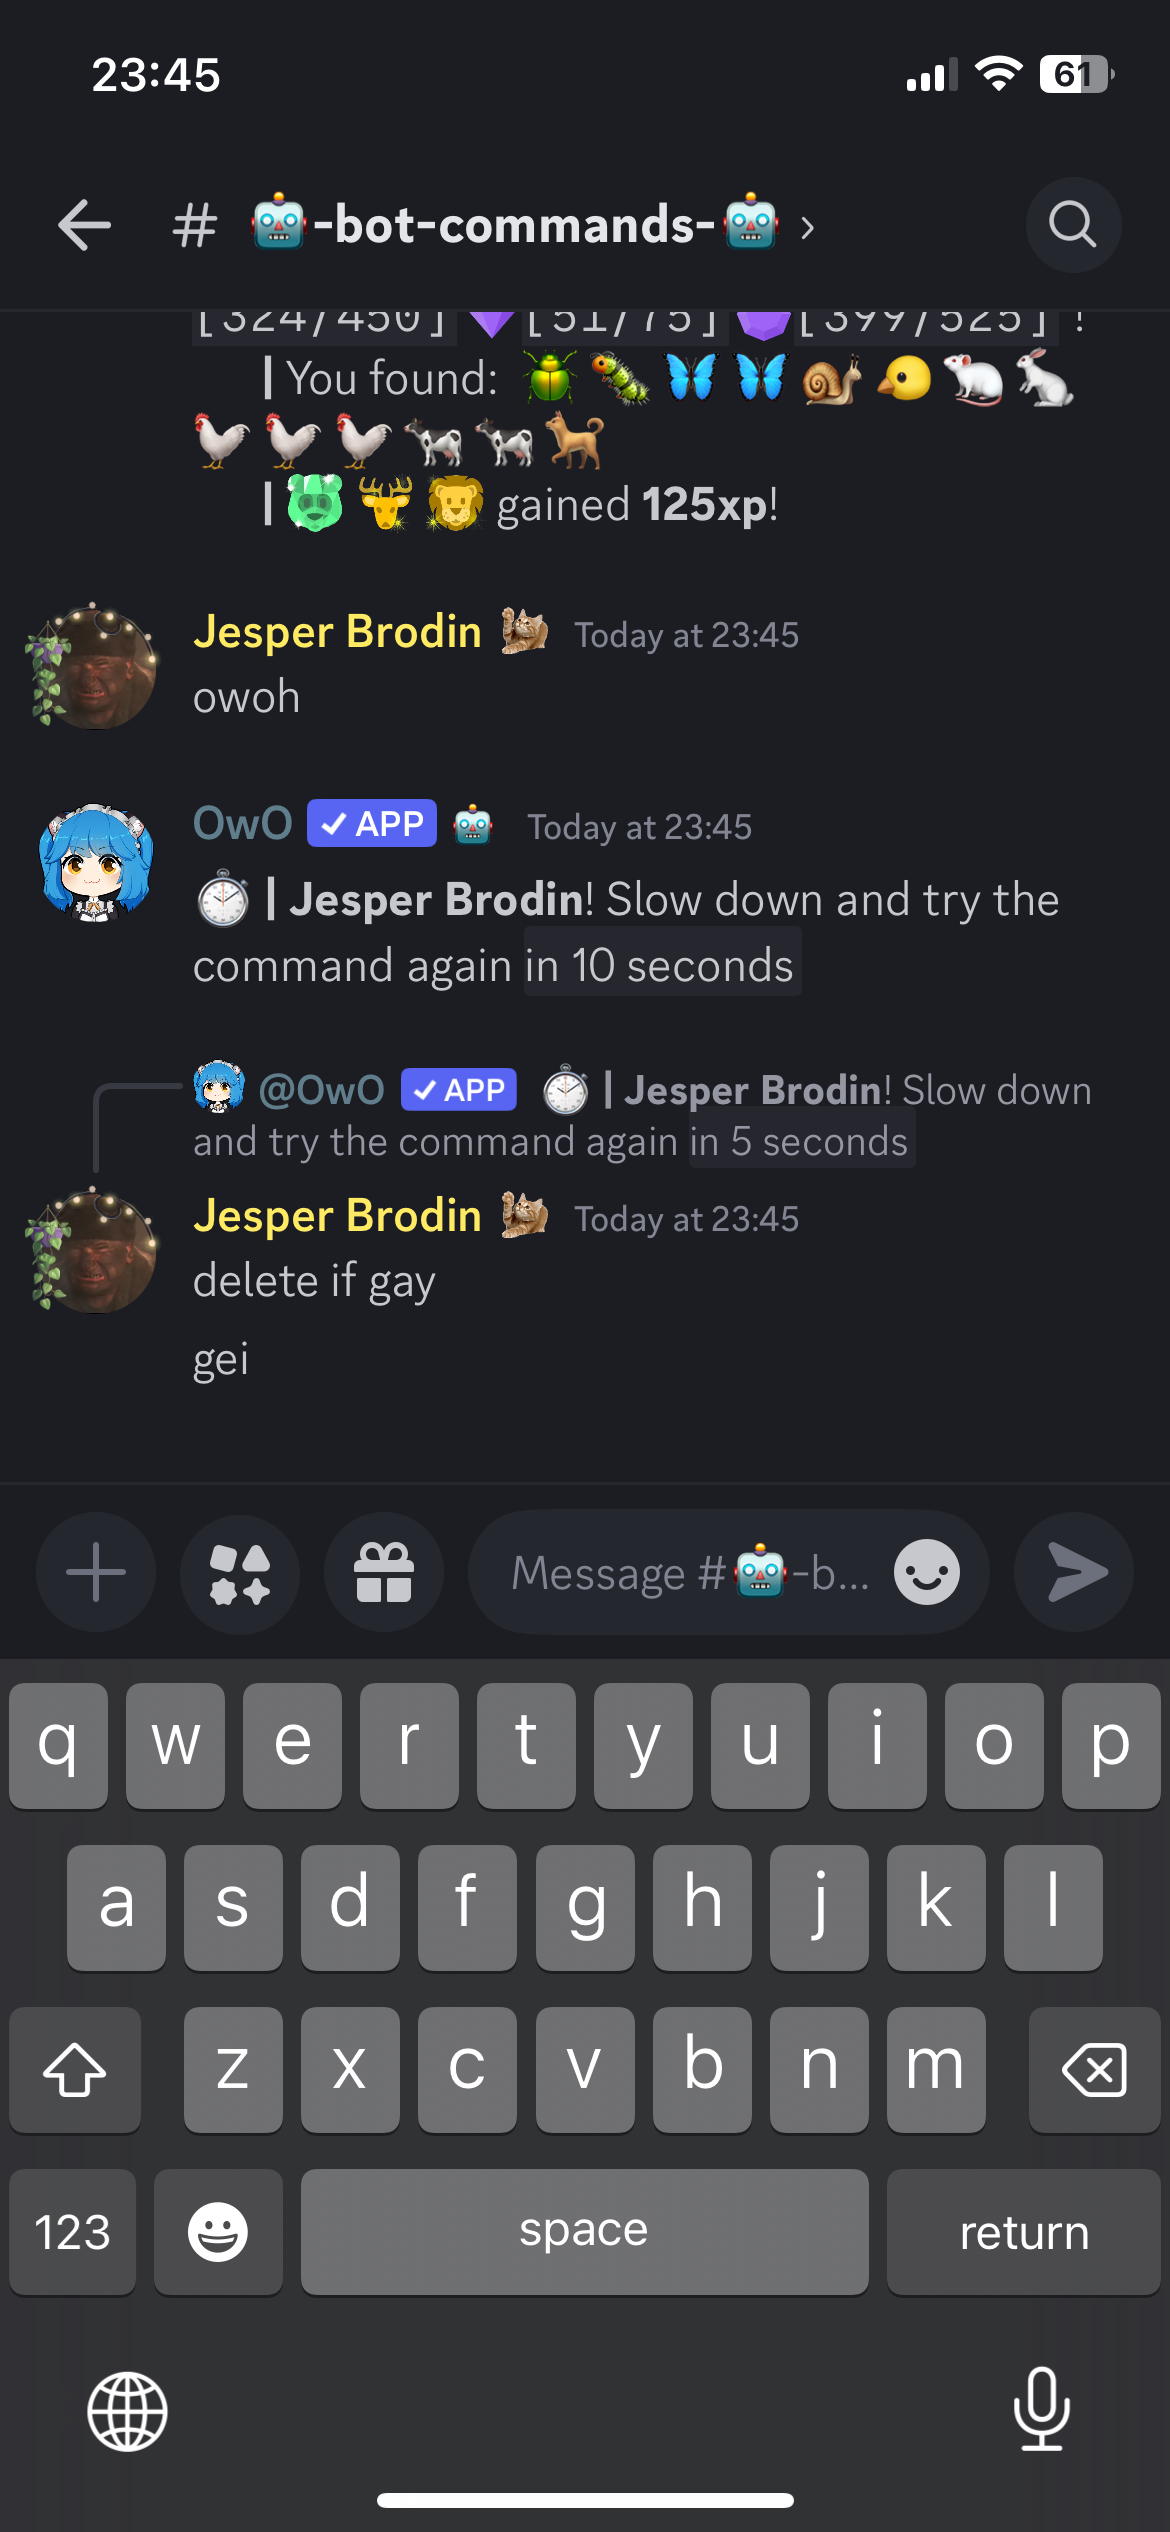 23:45
61
# 🤖-bot-commands-🤖 ›
[324/450] [51/75] [399/525] !
| You found:
| gained 125xp!
Jesper Brodin Today at 23:45
owoh
OwO ✓ APP Today at 23:45
| Jesper Brodin! Slow down and try the
command again in 10 seconds
@OwO ✓ APP | Jesper Brodin! Slow down
and try the command again in 5 seconds
Jesper Brodin Today at 23:45
delete if gay
gei
Message #🤖-b...
q w e r t y u i o p
a s d f g h j k l
z x c v b n m
123 space return